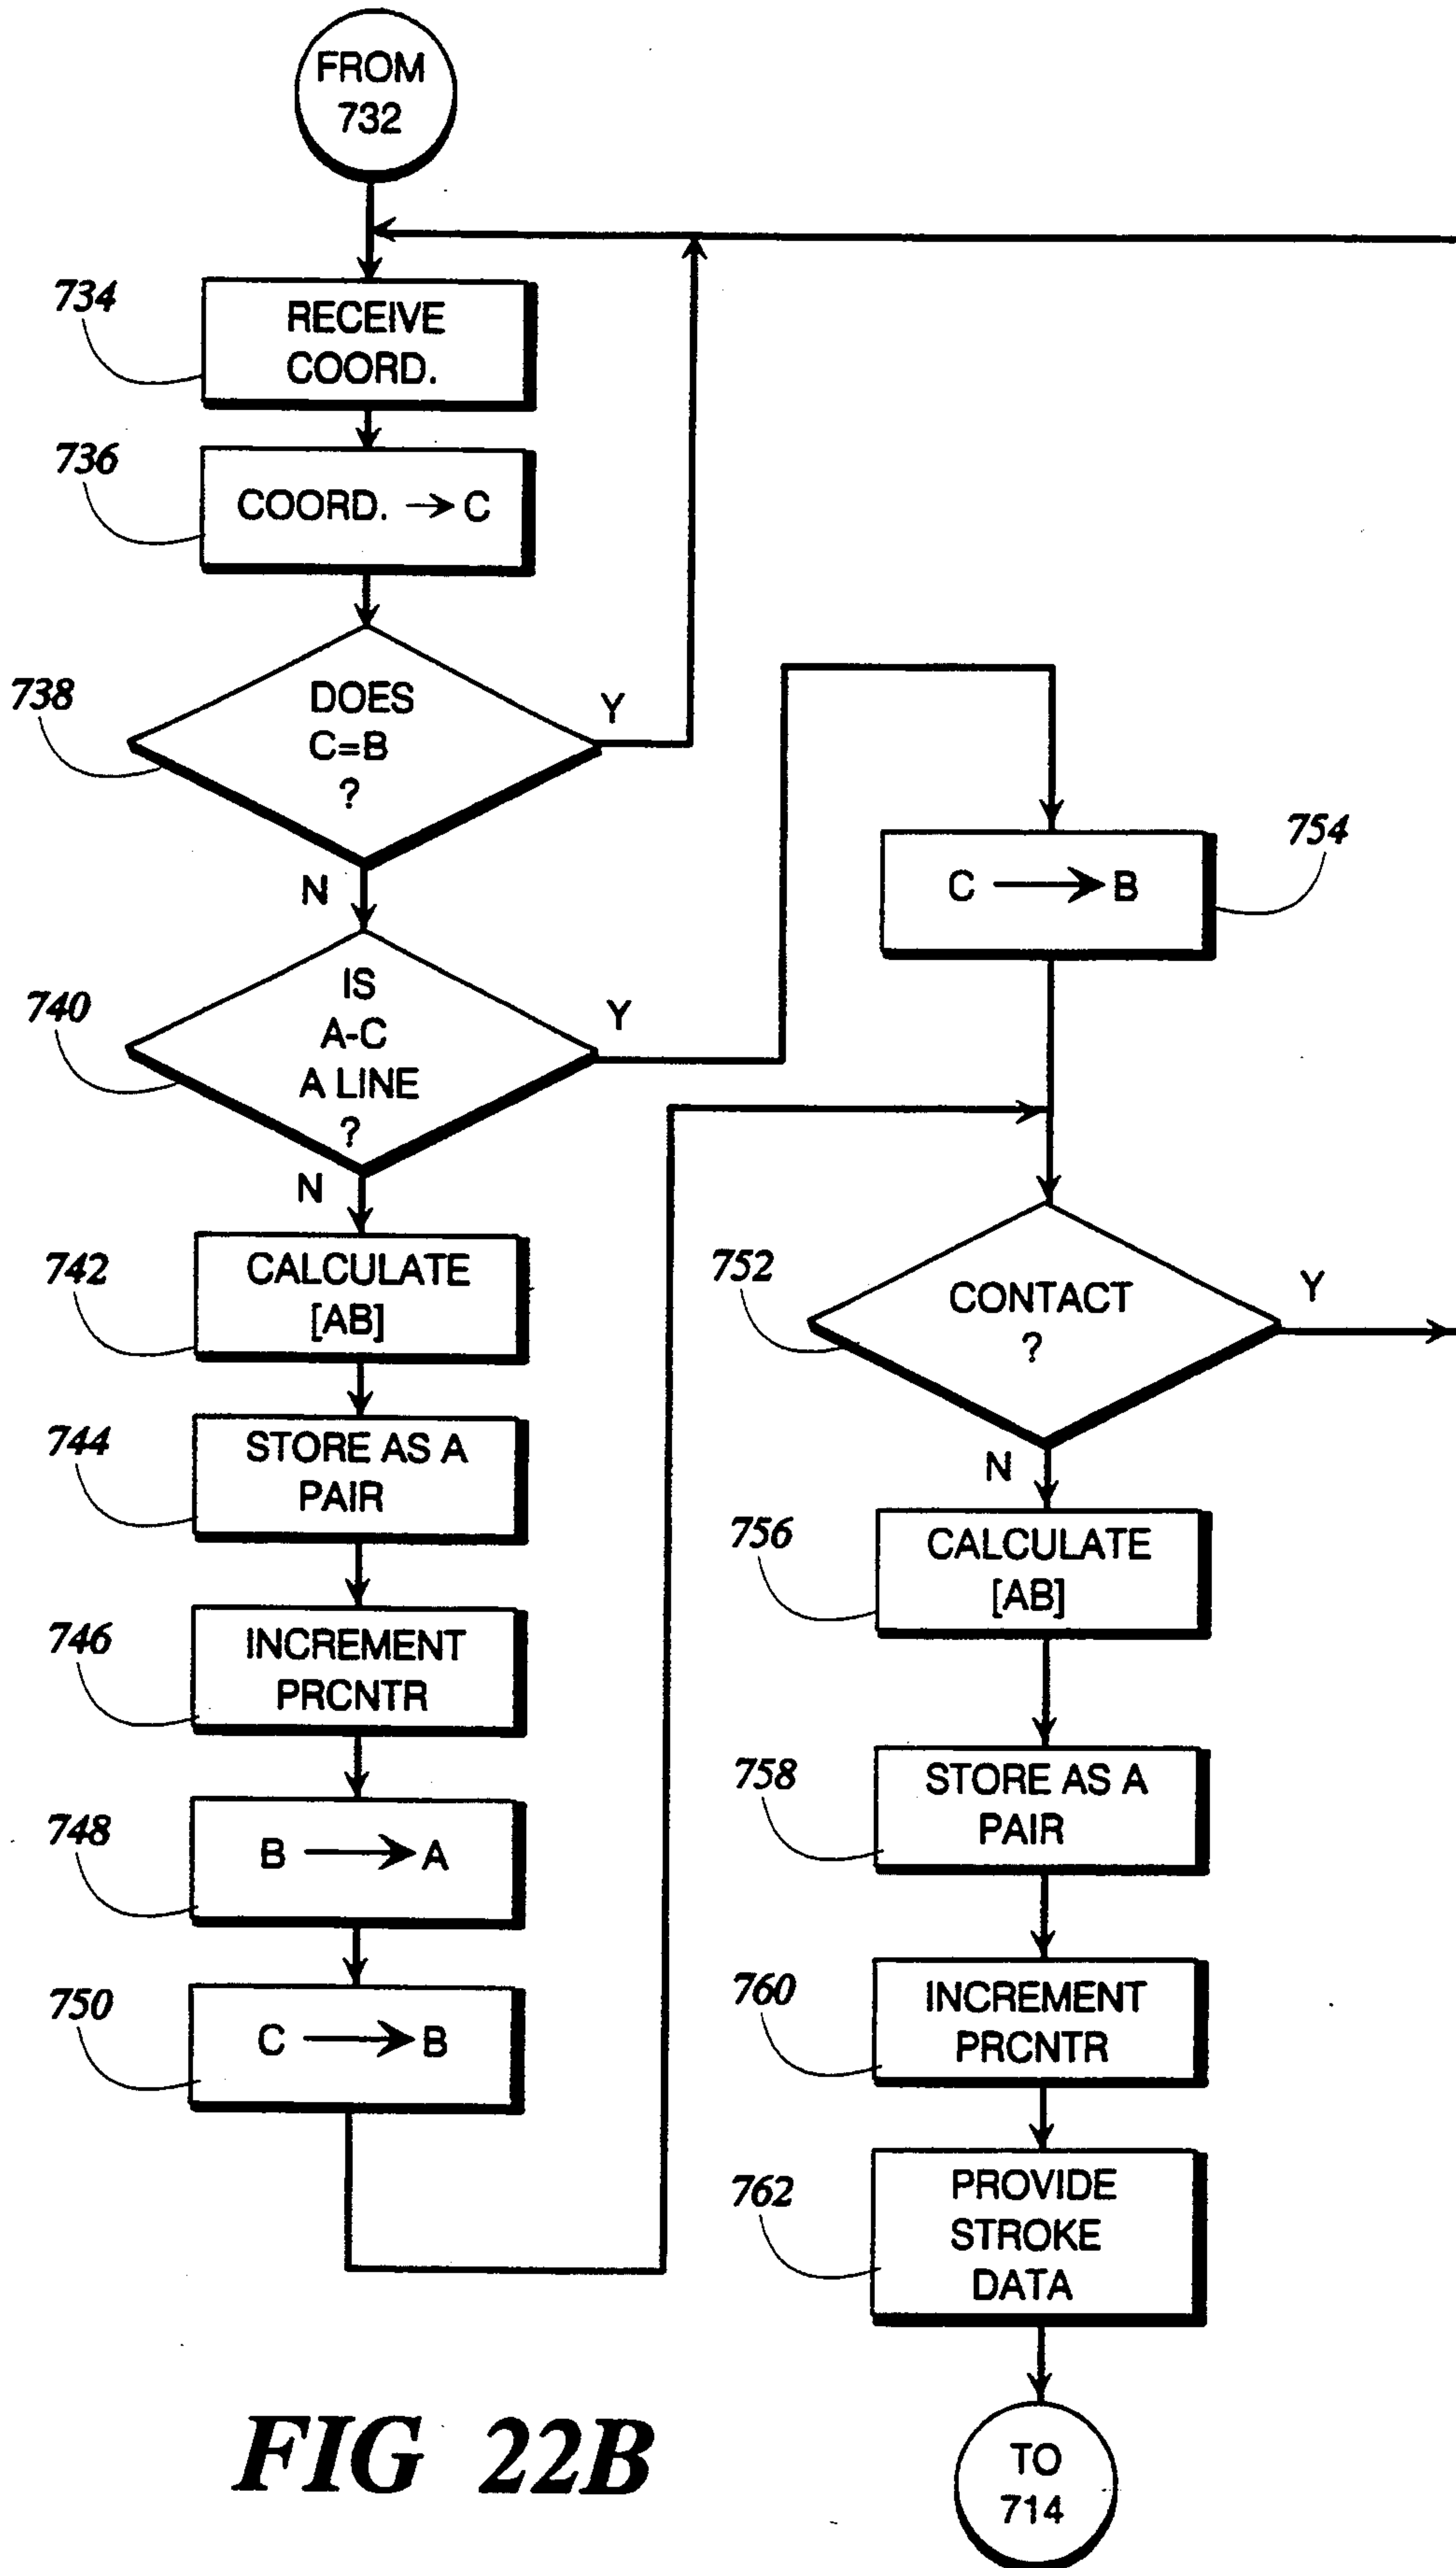 FROM
732
734
RECEIVE
COORD.
736
COORD. → C
738
DOES
C=B
?
Y
N
740
IS
A-C
A LINE
?
Y
N
742
CALCULATE
[AB]
744
STORE AS A
PAIR
746
INCREMENT
PRCNTR
748
B → A
750
C → B
754
C → B
752
CONTACT
?
Y
N
756
CALCULATE
[AB]
758
STORE AS A
PAIR
760
INCREMENT
PRCNTR
762
PROVIDE
STROKE
DATA
TO
714
FIG 22B